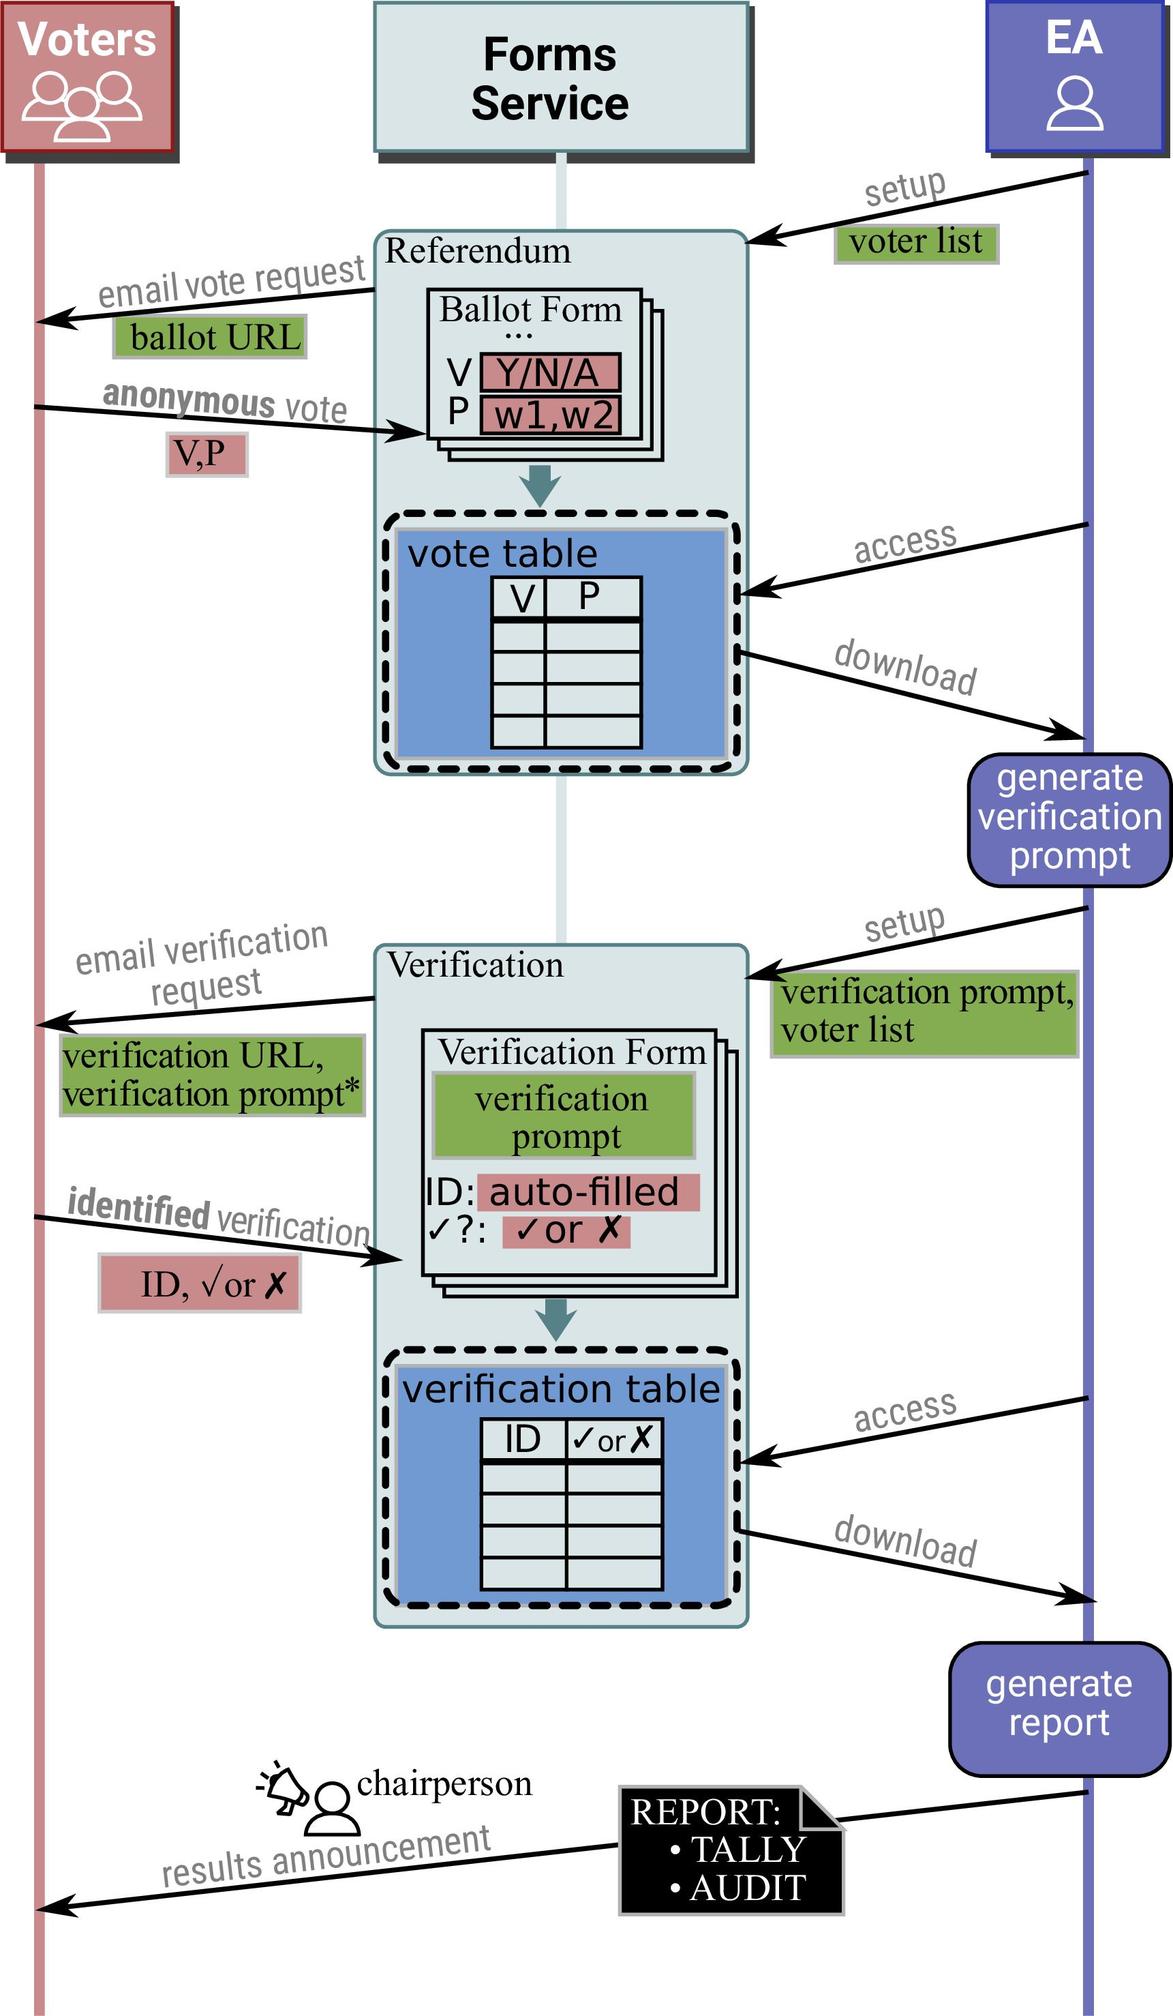 Voters
Forms
Service
EA
setup
voter list
Referendum
email vote request
ballot URL
Ballot Form
...
V Y/N/A
P w1,w2
anonymous vote
V,P
vote table
V P
access
download
generate
verification
prompt
setup
verification prompt,
voter list
Verification
email verification
request
verification URL,
verification prompt*
Verification Form
verification
prompt
ID: auto-filled
✓?: ✓or ✗
identified verification
ID, √or ✗
verification table
ID ✓or ✗
access
download
generate
report
chairperson
results announcement
REPORT:
• TALLY
• AUDIT